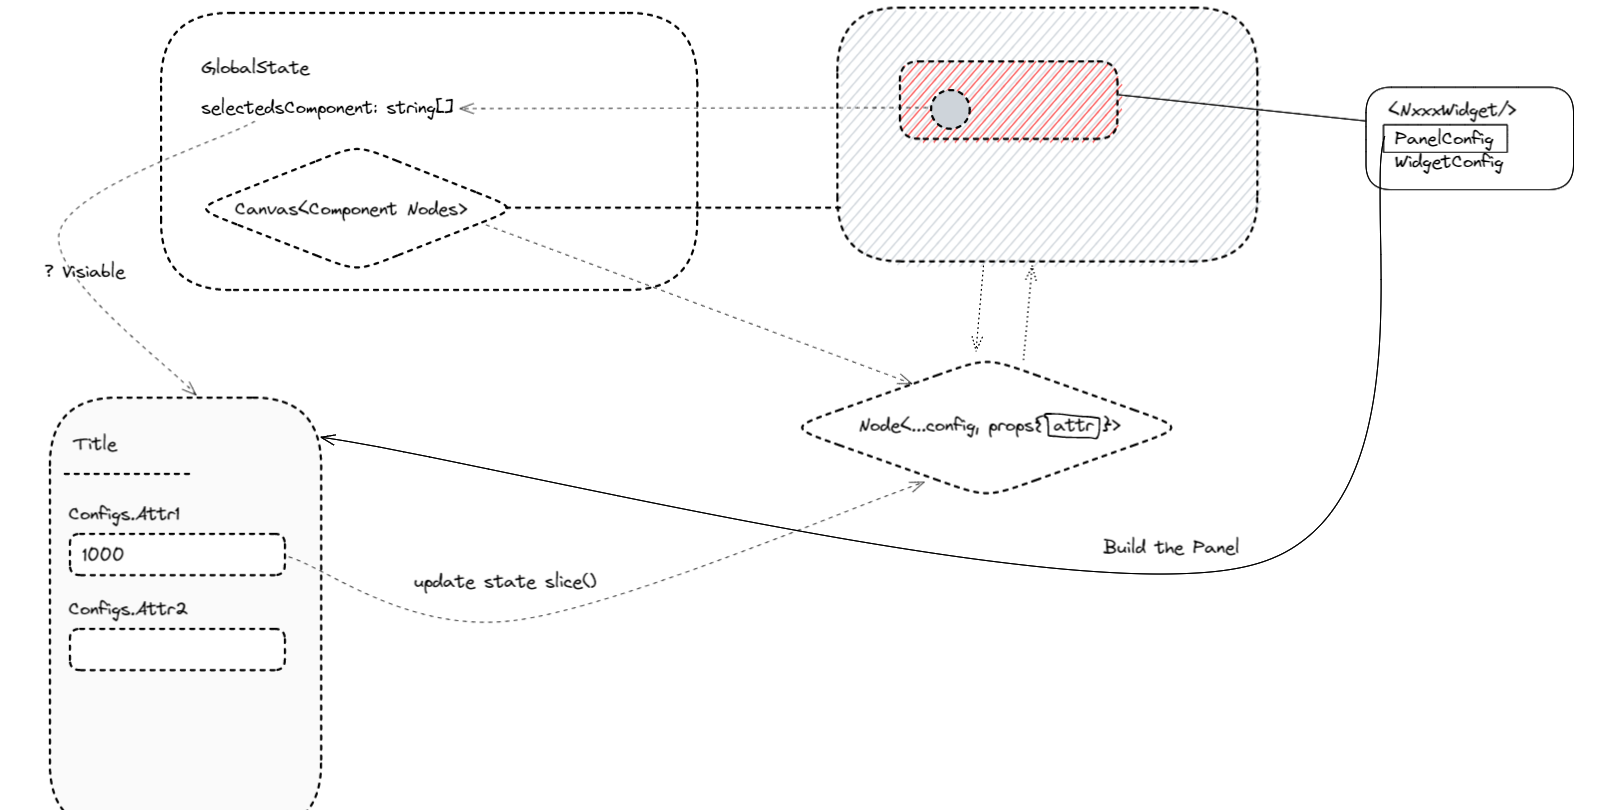 GlobalState
selectedsComponent: string[]
Canvas<Component Nodes>
<NxxxWidget/>
PanelConfig
WidgetConfig
? Visiable
Node<...config, props{attr}>
Title
Configs.Attr1
1000
Configs.Attr2
update state slice()
Build the Panel